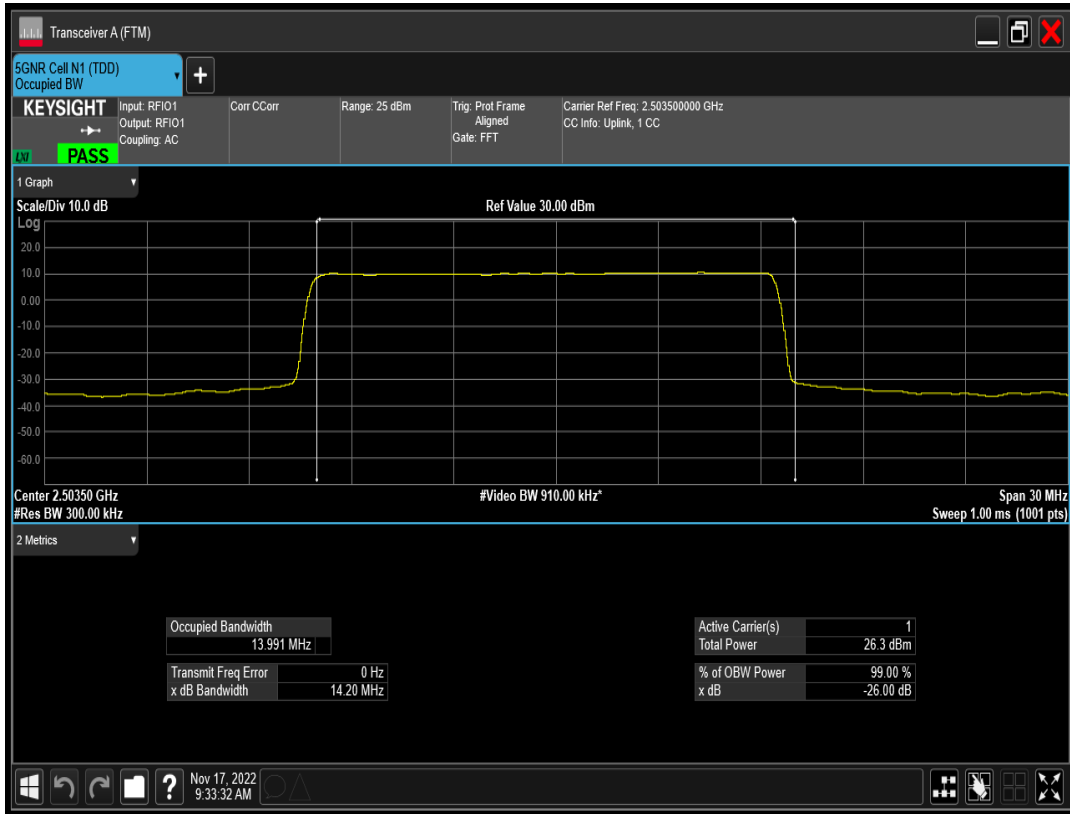 Transceiver A (FTM)
5GNR Cell N1 (TDD)
Occupied BW
+
KEYSIGHT
LXI
PASS
Input: RFIO1
Output: RFIO1
Coupling: AC
Corr CCorr
Range: 25 dBm
Trig: Prot Frame
Aligned
Gate: FFT
Carrier Ref Freq: 2.503500000 GHz
CC Info: Uplink, 1 CC
1 Graph
Scale/Div 10.0 dB
Ref Value 30.00 dBm
Log
20.0
10.0
0.00
-10.0
-20.0
-30.0
-40.0
-50.0
-60.0
Center 2.50350 GHz
#Video BW 910.00 kHz*
Span 30 MHz
#Res BW 300.00 kHz
Sweep 1.00 ms (1001 pts)
2 Metrics
Occupied Bandwidth
13.991 MHz
Transmit Freq Error 0 Hz
x dB Bandwidth 14.20 MHz
Active Carrier(s) 1
Total Power 26.3 dBm
% of OBW Power 99.00 %
x dB -26.00 dB
?
Nov 17, 2022
9:33:32 AM